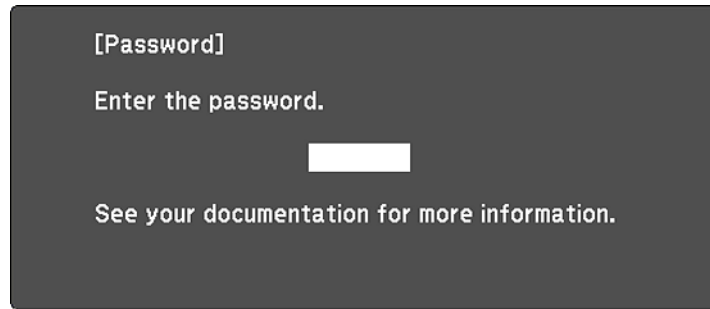 [Password]
Enter the password.
See your documentation for more information.